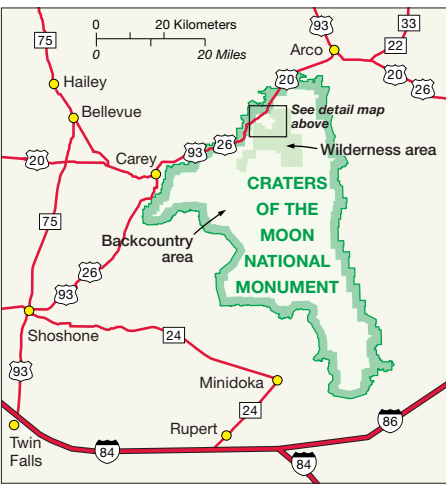 0 20 Kilometers
0 20 Miles
93
33
75
Arco
22
Hailey
20
20
26
Bellevue
See detail map
above
Wilderness area
93
26
20
Carey
CRATERS
OF THE
MOON
NATIONAL
MONUMENT
75
Backcountry
area
26
93
Shoshone
24
93
Minidoka
24
86
Rupert
Twin
Falls
84
84